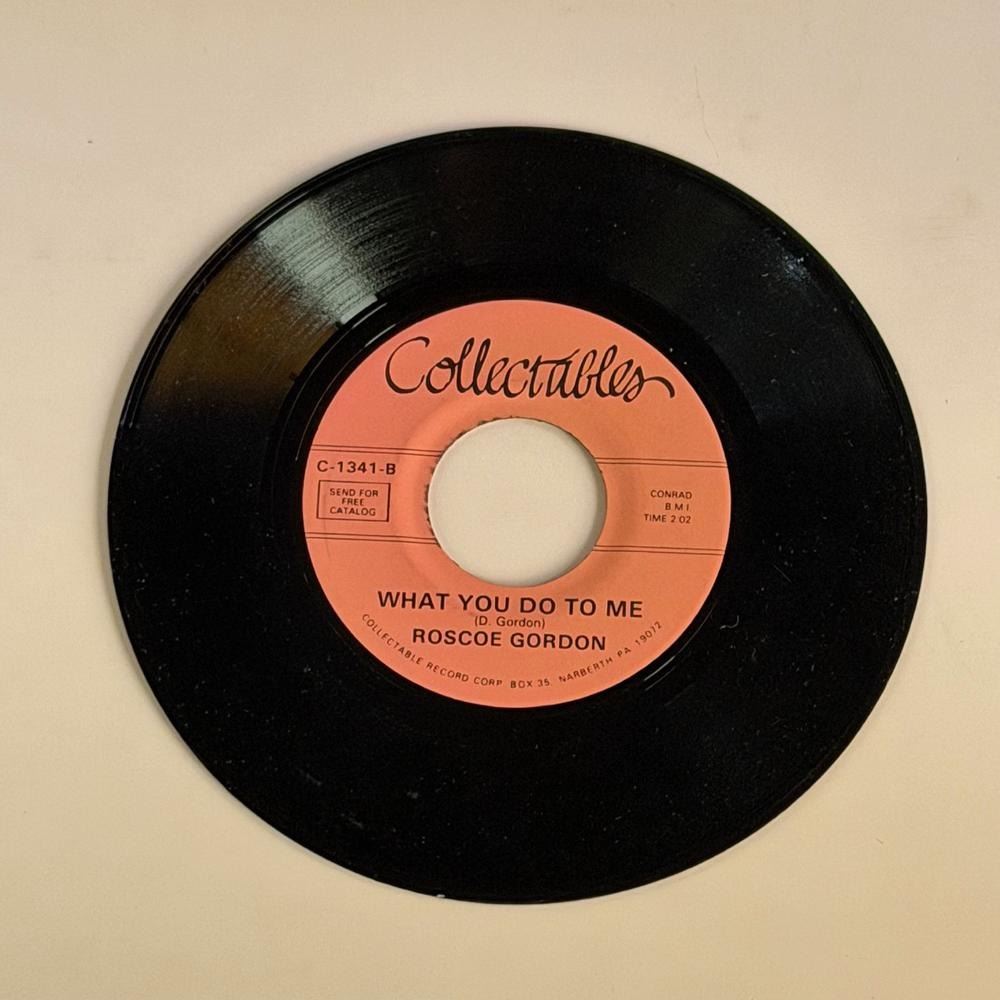 Collectables
C-1341-B
SEND FOR
FREE
CATALOG
CONRAD
B M I
TIME 2 02
WHAT YOU DO TO ME
(D. Gordon)
ROSCOE GORDON
COLLECTABLE RECORD CORP. BOX 35, NARBERTH PA 19072